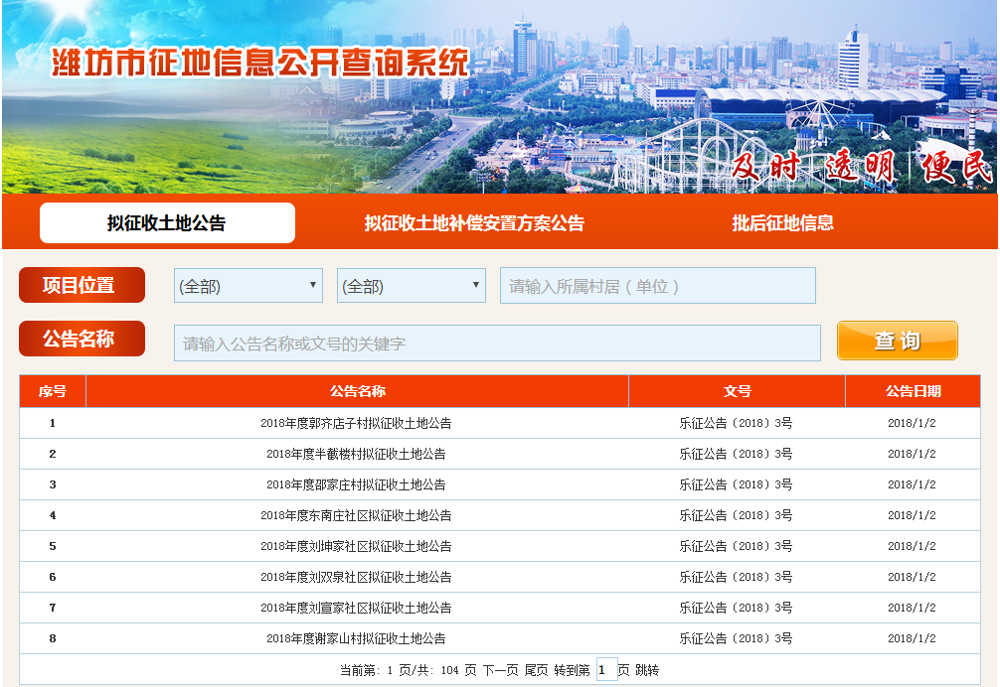 潍坊市征地信息公开查询系统
及时 透明 便民
拟征收土地公告 拟征收土地补偿安置方案公告 批后征地信息
项目位置 (全部) (全部) 请输入所属村居（单位）
公告名称 请输入公告名称或文号的关键字 查询
序号 公告名称 文号 公告日期
1 2018年度郭齐店子村拟征收土地公告 乐征公告（2018）3号 2018/1/2
2 2018年度半截楼村拟征收土地公告 乐征公告（2018）3号 2018/1/2
3 2018年度邵家庄村拟征收土地公告 乐征公告（2018）3号 2018/1/2
4 2018年度东南庄社区拟征收土地公告 乐征公告（2018）3号 2018/1/2
5 2018年度刘坤家社区拟征收土地公告 乐征公告（2018）3号 2018/1/2
6 2018年度刘双泉社区拟征收土地公告 乐征公告（2018）3号 2018/1/2
7 2018年度刘宣家社区拟征收土地公告 乐征公告（2018）3号 2018/1/2
8 2018年度谢家山村拟征收土地公告 乐征公告（2018）3号 2018/1/2
当前第: 1 页/共: 104 页 下一页 尾页 转到第 1 页 跳转